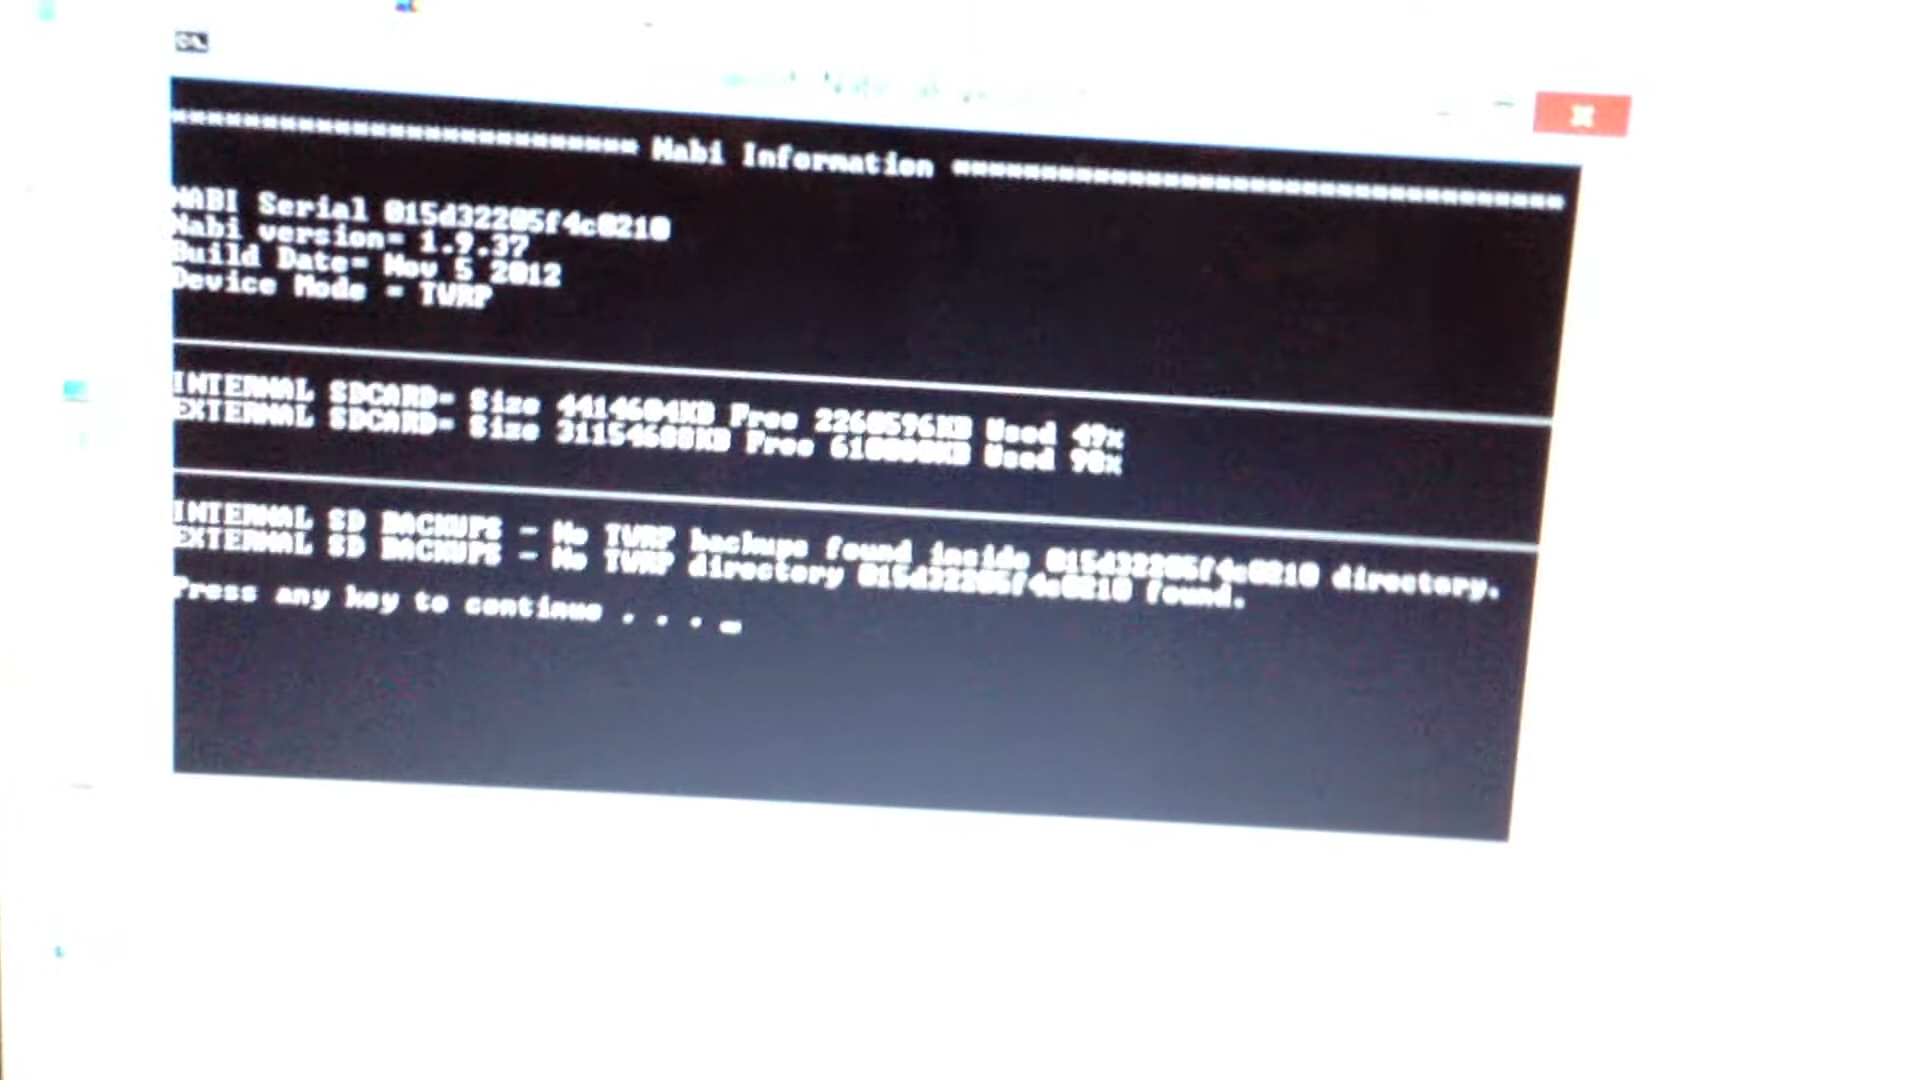 ========================== Nabi Information ==================================
NABI Serial 015d32205f4c0210
Nabi version= 1.9.37
Build Date= Nov 5 2012
Device Mode = TWRP
INTERNAL SDCARD= Size 4414604KB Free 2260596KB Used 49%
EXTERNAL SDCARD= Size 31154688KB Free 610080KB Used 98%
INTERNAL SD BACKUPS - No TWRP backups found inside 015d32205f4c0210 directory.
EXTERNAL SD BACKUPS - No TWRP directory 015d32205f4c0210 found.
Press any key to continue . . . _